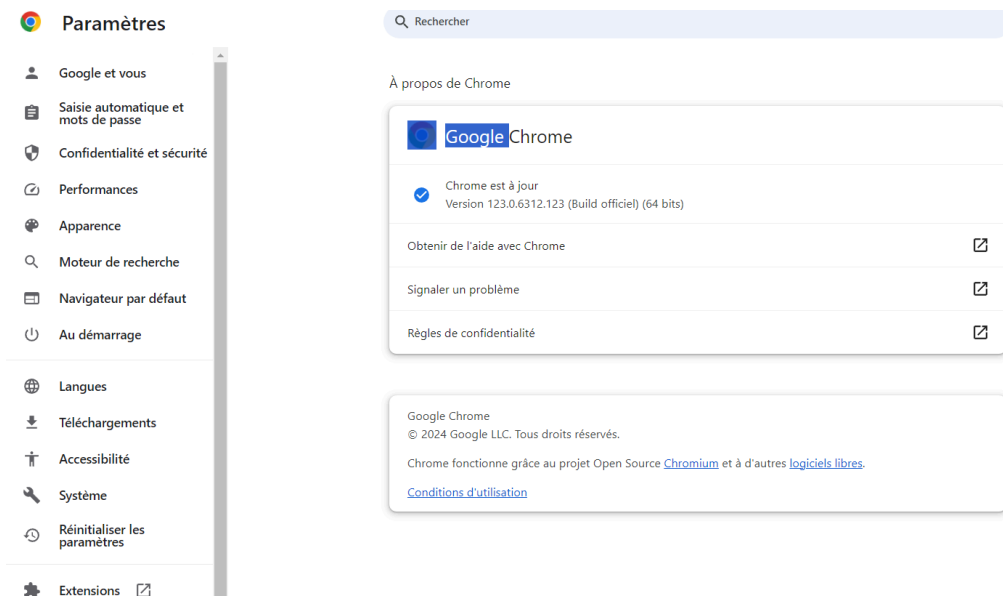 Paramètres
Rechercher
Google et vous
Saisie automatique et
mots de passe
Confidentialité et sécurité
Performances
Apparence
Moteur de recherche
Navigateur par défaut
Au démarrage
Langues
Téléchargements
Accessibilité
Système
Réinitialiser les
paramètres
Extensions
À propos de Chrome
Google Chrome
Chrome est à jour
Version 123.0.6312.123 (Build officiel) (64 bits)
Obtenir de l'aide avec Chrome
Signaler un problème
Règles de confidentialité
Google Chrome
© 2024 Google LLC. Tous droits réservés.
Chrome fonctionne grâce au projet Open Source Chromium et à d'autres logiciels libres.
Conditions d'utilisation